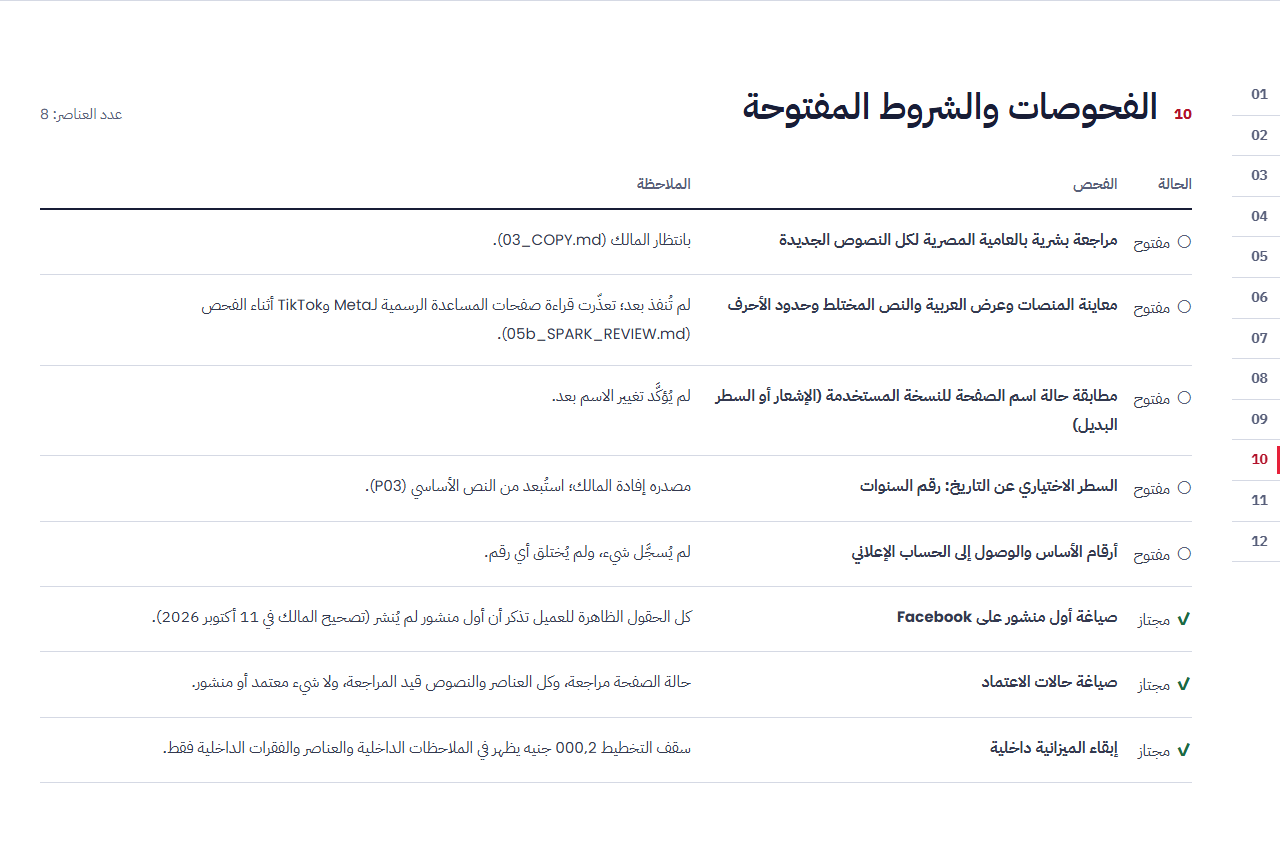 10 الفحوصات والشروط المفتوحة
عدد العناصر: 8
الحالة الفحص الملاحظة
مفتوح مراجعة بشرية بالعامية المصرية لكل النصوص الجديدة بانتظار المالك (03_COPY.md).
مفتوح معاينة المنصات وعرض العربية والنص المختلط وحدود الأحرف لم تُنفذ بعد؛ تعذّرت قراءة صفحات المساعدة الرسمية لـMeta وTikTok أثناء الفحص
(05b_SPARK_REVIEW.md).
مفتوح مطابقة حالة اسم الصفحة للنسخة المستخدمة (الإشعار أو السطر لم يُؤكَّد تغيير الاسم بعد.
البديل)
مفتوح السطر الاختياري عن التاريخ: رقم السنوات مصدره إفادة المالك؛ استُبعد من النص الأساسي (P03).
مفتوح أرقام الأساس والوصول إلى الحساب الإعلاني لم يُسجَّل شيء، ولم يُختلق أي رقم.
✓ مجتاز صياغة أول منشور على Facebook كل الحقول الظاهرة للعميل تذكر أن أول منشور لم يُنشر (تصحيح المالك في 11 أكتوبر 2026).
✓ مجتاز صياغة حالات الاعتماد حالة الصفحة مراجعة، وكل العناصر والنصوص قيد المراجعة، ولا شيء معتمد أو منشور.
✓ مجتاز إبقاء الميزانية داخلية سقف التخطيط 000,2 جنيه يظهر في الملاحظات الداخلية والعناصر والفقرات الداخلية فقط.
01
02
03
04
05
06
07
08
09
10
11
12